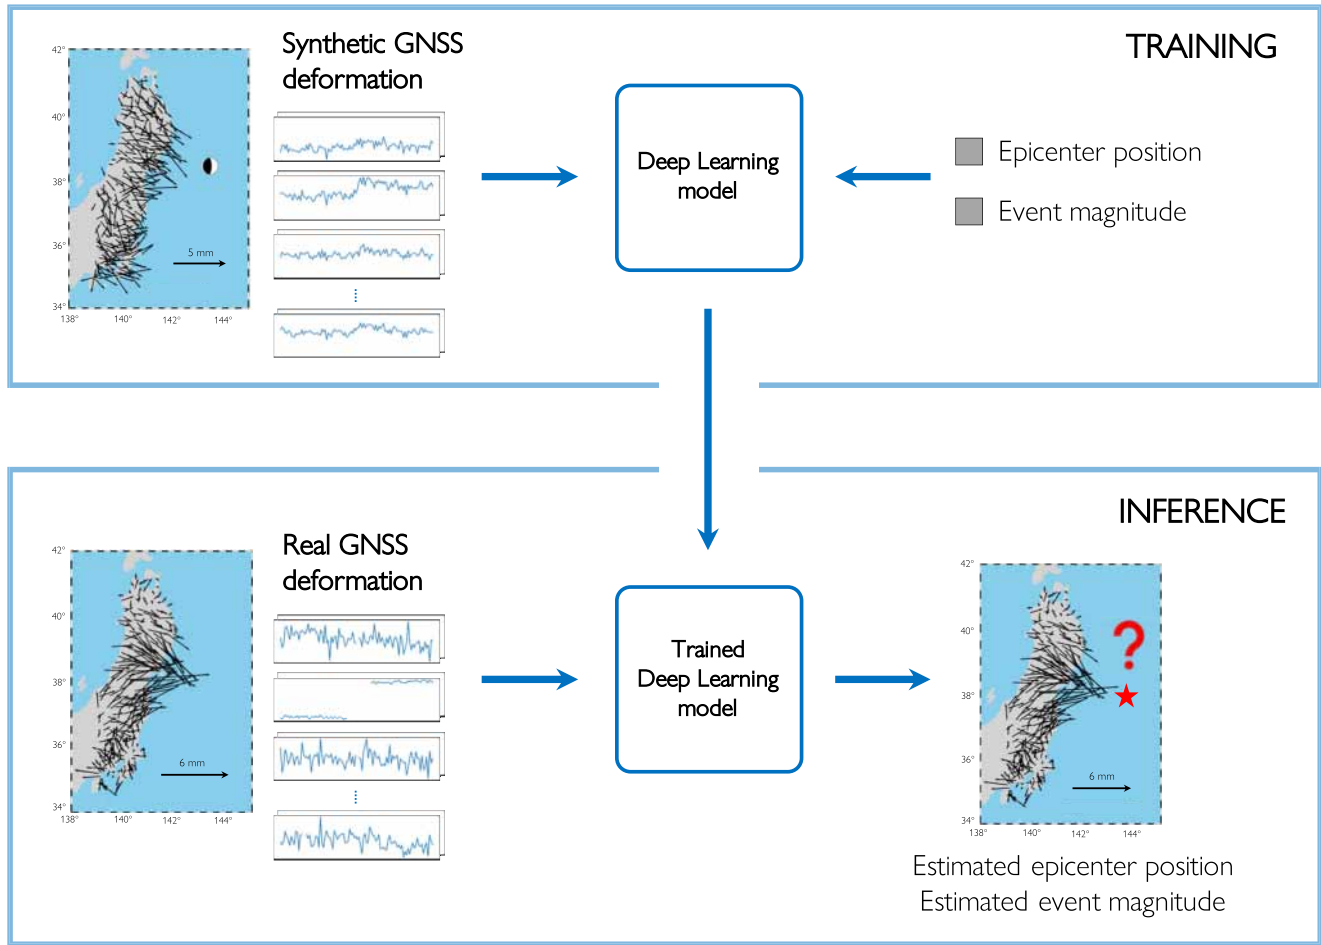 Synthetic GNSS
deformation
TRAINING
42°
40°
38°
36°
34°
138°
140°
142°
144°
5 mm
Deep Learning
model
Epicenter position
Event magnitude
INFERENCE
Real GNSS
deformation
42°
40°
38°
36°
34°
138°
140°
142°
144°
6 mm
Trained
Deep Learning
model
42°
40°
38°
36°
34°
138°
140°
142°
144°
?
6 mm
Estimated epicenter position
Estimated event magnitude